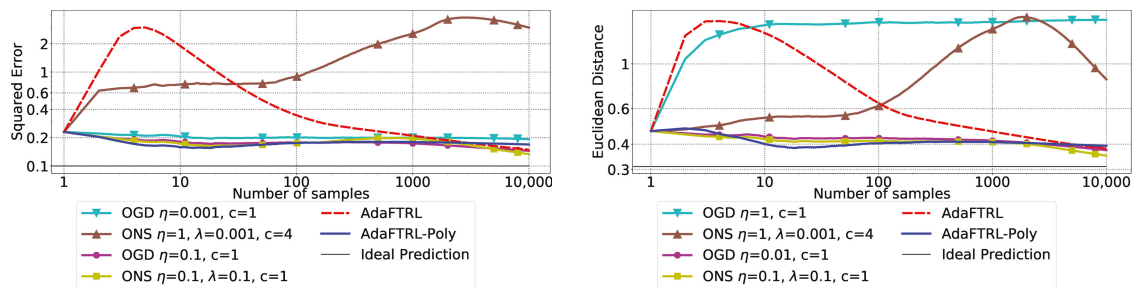 Squared Error
2
1
0.6
0.4
0.2
0.1
1
10
100
1000
10,000
Number of samples
OGD η=0.001, c=1
ONS η=1, λ=0.001, c=4
OGD η=0.1, c=1
ONS η=0.1, λ=0.1, c=1
AdaFTRL
AdaFTRL-Poly
Ideal Prediction
Euclidean Distance
1
0.6
0.4
0.3
1
10
100
1000
10,000
Number of samples
OGD η=1, c=1
ONS η=1, λ=0.001, c=4
OGD η=0.01, c=1
ONS η=0.1, λ=0.1, c=1
AdaFTRL
AdaFTRL-Poly
Ideal Prediction